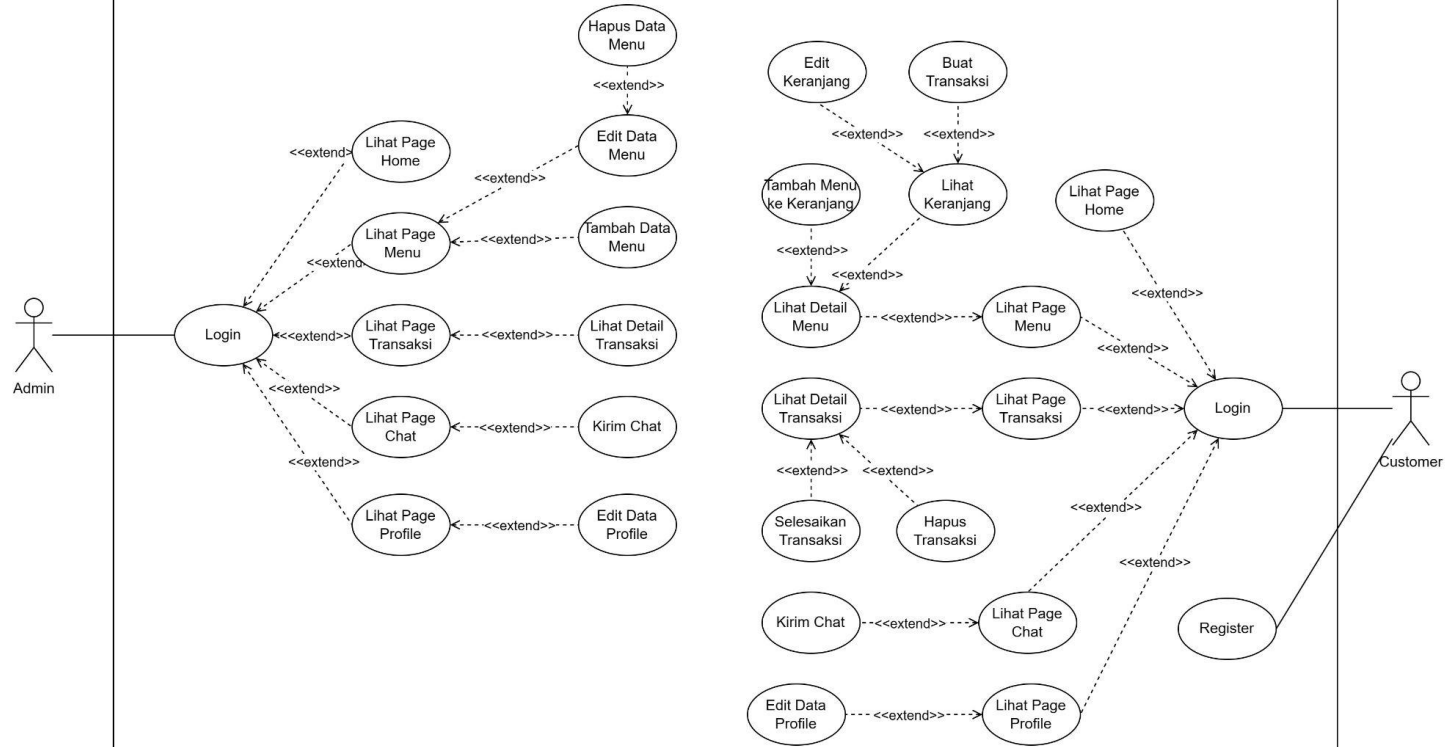 Hapus Data
Menu
<<extend>>
Edit Data
Menu
<<extend>>
Lihat Page
Home
<<extend>
<<extend>>
Lihat Page
Menu
<<extend>>
Tambah Data
Menu
<<extend
Admin
Login
<<extend>>
Lihat Page
Transaksi
<<extend>>
Lihat Detail
Transaksi
<<extend>>
Lihat Page
Chat
<<extend>>
Kirim Chat
<<extend>>
Lihat Page
Profile
<<extend>>
Edit Data
Profile
Edit
Keranjang
Buat
Transaksi
<<extend>>
<<extend>>
Tambah Menu
ke Keranjang
Lihat
Keranjang
Lihat Page
Home
<<extend>>
<<extend>>
<<extend>>
Lihat Detail
Menu
<<extend>>
Lihat Page
Menu
<<extend>>
Lihat Detail
Transaksi
<<extend>>
Lihat Page
Transaksi
<<extend>>
Login
Customer
<<extend>>
<<extend>>
Selesaikan
Transaksi
Hapus
Transaksi
<<extend>>
<<extend>>
Kirim Chat
<<extend>>
Lihat Page
Chat
Register
Edit Data
Profile
<<extend>>
Lihat Page
Profile